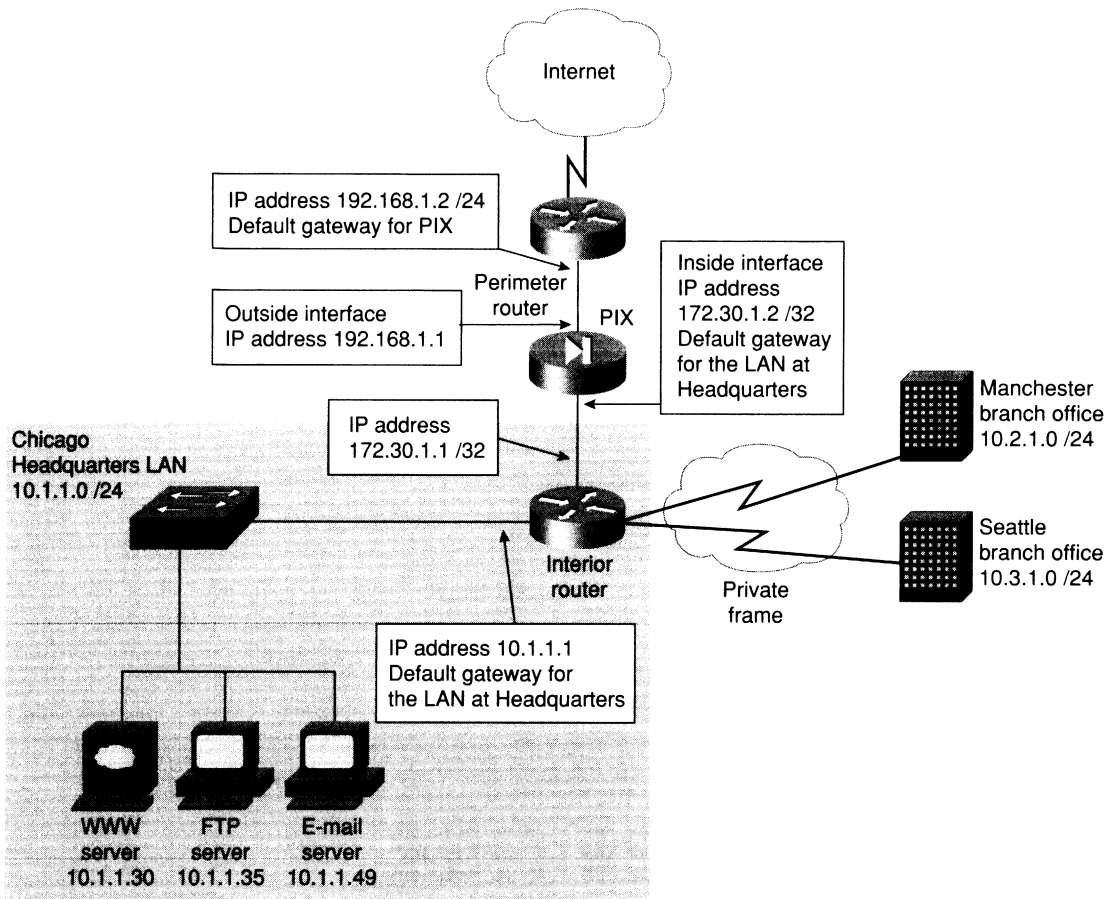 Internet
IP address 192.168.1.2 /24
Default gateway for PIX
Perimeter
router
Outside interface
IP address 192.168.1.1
PIX
Inside interface
IP address
172.30.1.2 /32
Default gateway
for the LAN at
Headquarters
IP address
172.30.1.1 /32
Manchester
branch office
10.2.1.0 /24
Chicago
Headquarters LAN
10.1.1.0 /24
Interior
router
Private
frame
Seattle
branch office
10.3.1.0 /24
IP address 10.1.1.1
Default gateway for
the LAN at Headquarters
WWW
server
10.1.1.30
FTP
server
10.1.1.35
E-mail
server
10.1.1.49